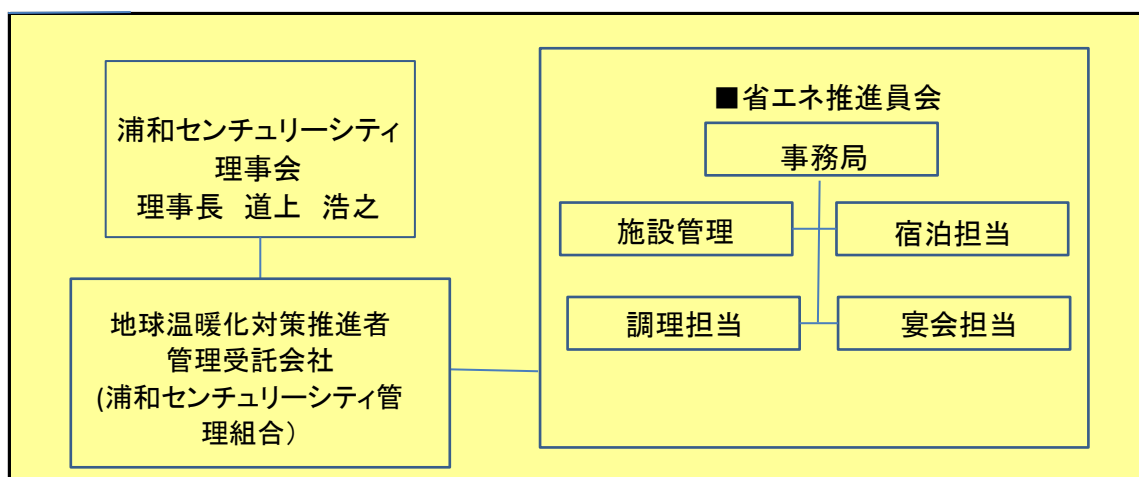 浦和センチュリーシティ
理事会
理事長 道上 浩之
地球温暖化対策推進者
管理受託会社
(浦和センチュリーシティ管
理組合）
■省エネ推進員会
事務局
施設管理
宿泊担当
調理担当
宴会担当